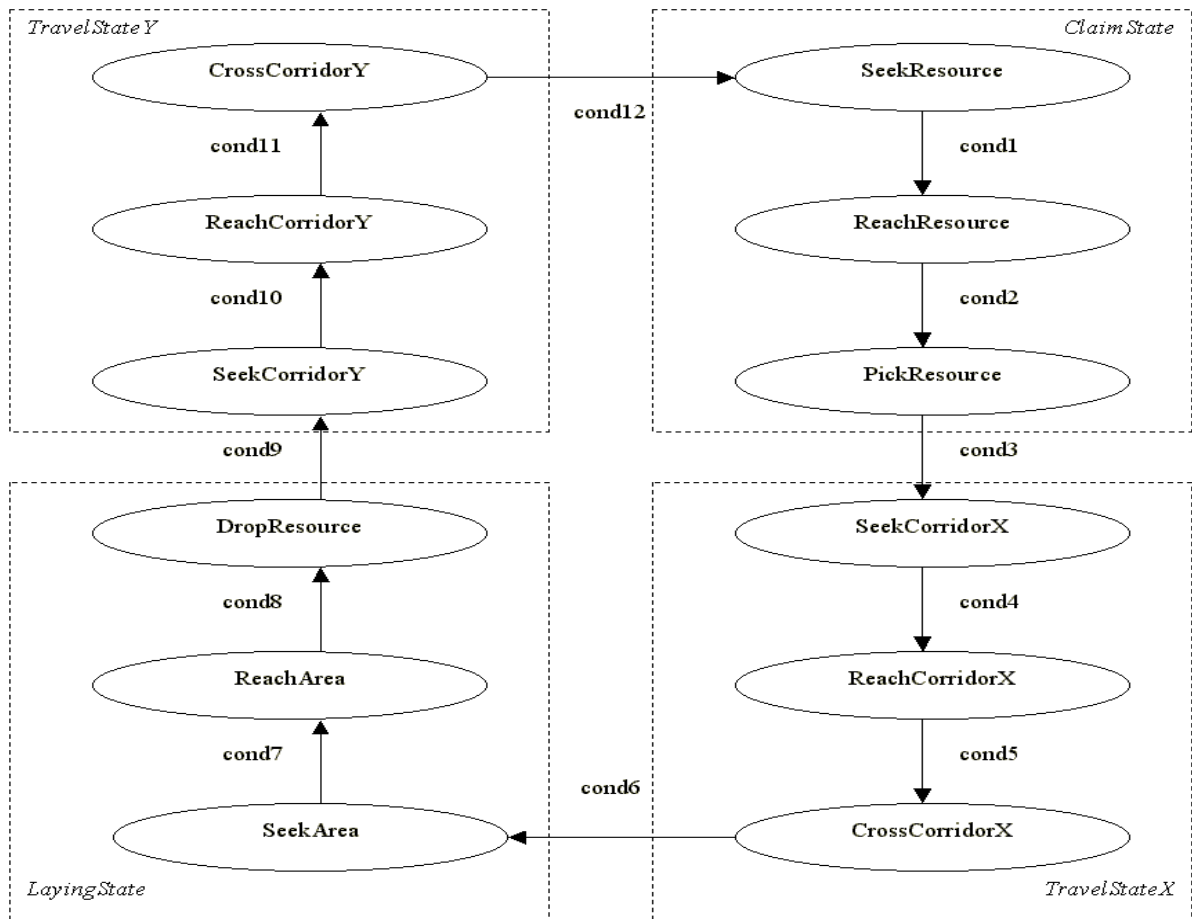 TravelStateY
CrossCorridorY
cond11
ReachCorridorY
cond10
SeekCorridorY
cond12
ClaimState
SeekResource
cond1
ReachResource
cond2
PickResource
cond9
cond3
DropResource
cond8
ReachArea
cond7
SeekArea
LayingState
cond6
SeekCorridorX
cond4
ReachCorridorX
cond5
CrossCorridorX
TravelStateX